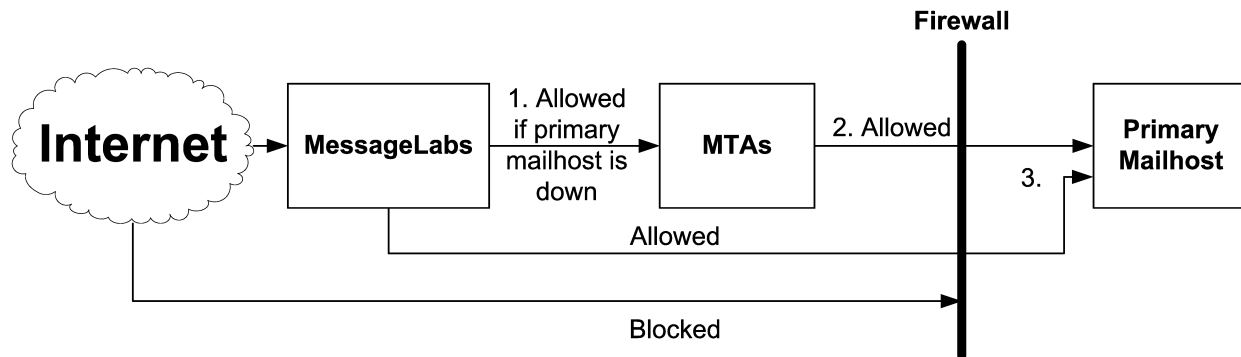 Firewall
Internet
MessageLabs
1. Allowed
if primary
mailhost is
down
MTAs
2. Allowed
Primary
Mailhost
3.
Allowed
Blocked